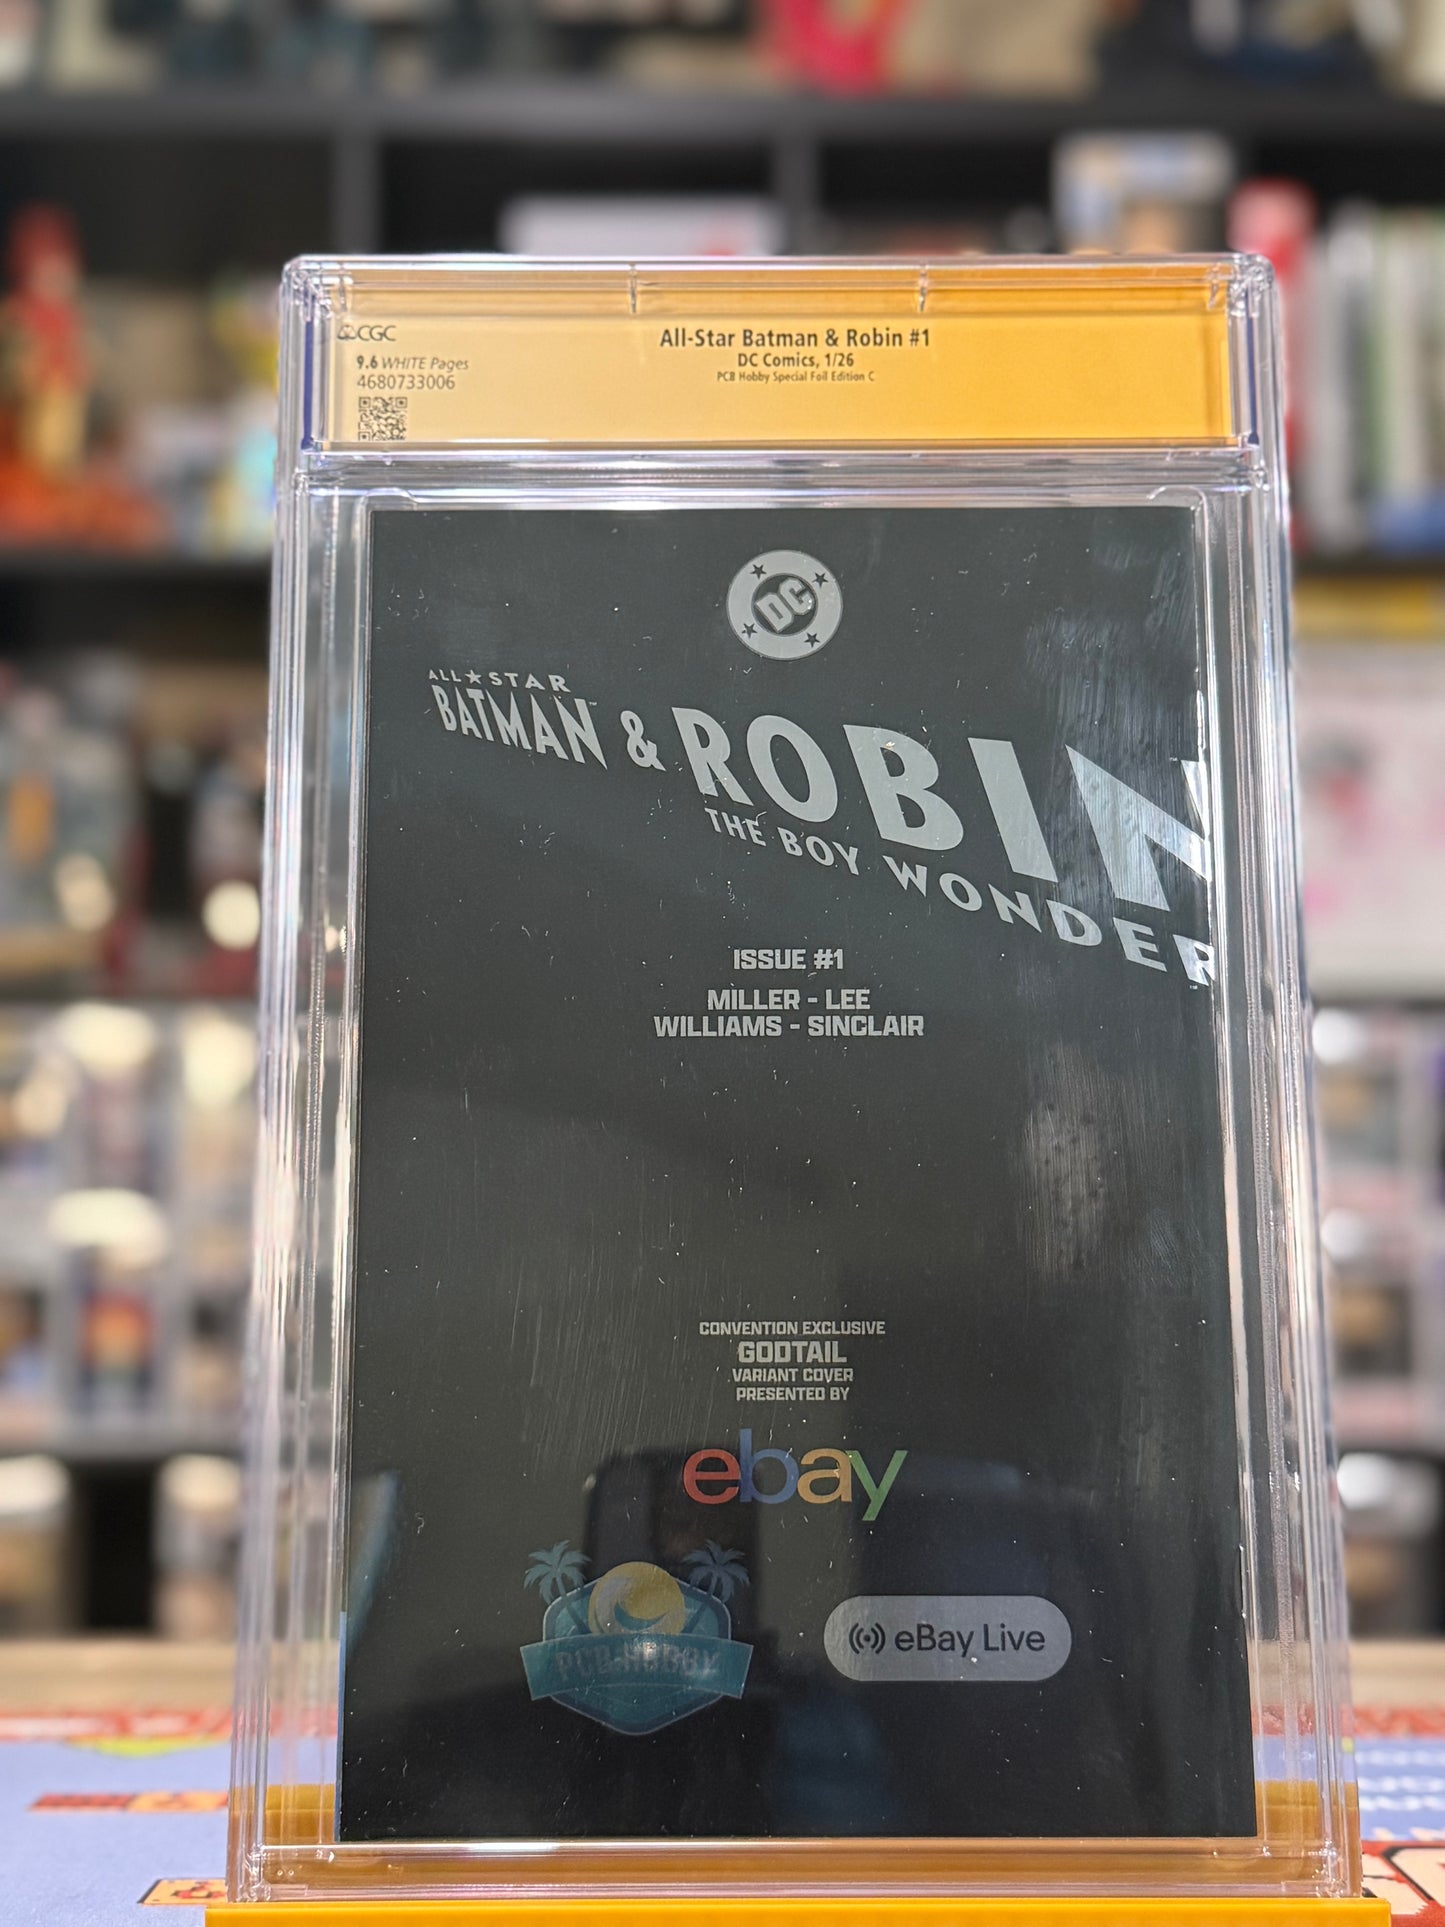 CGC
9.6 WHITE Pages
4680733006
All-Star Batman & Robin #1
DC Comics, 1/26
PCB Hobby Special Foil Edition C
DC
ALL★STAR
BATMAN™ & ROBIN
THE BOY WONDER
ISSUE #1
MILLER - LEE
WILLIAMS - SINCLAIR
CONVENTION EXCLUSIVE
GODTAIL
VARIANT COVER
PRESENTED BY
ebay
PCB-HOBBY
eBay Live